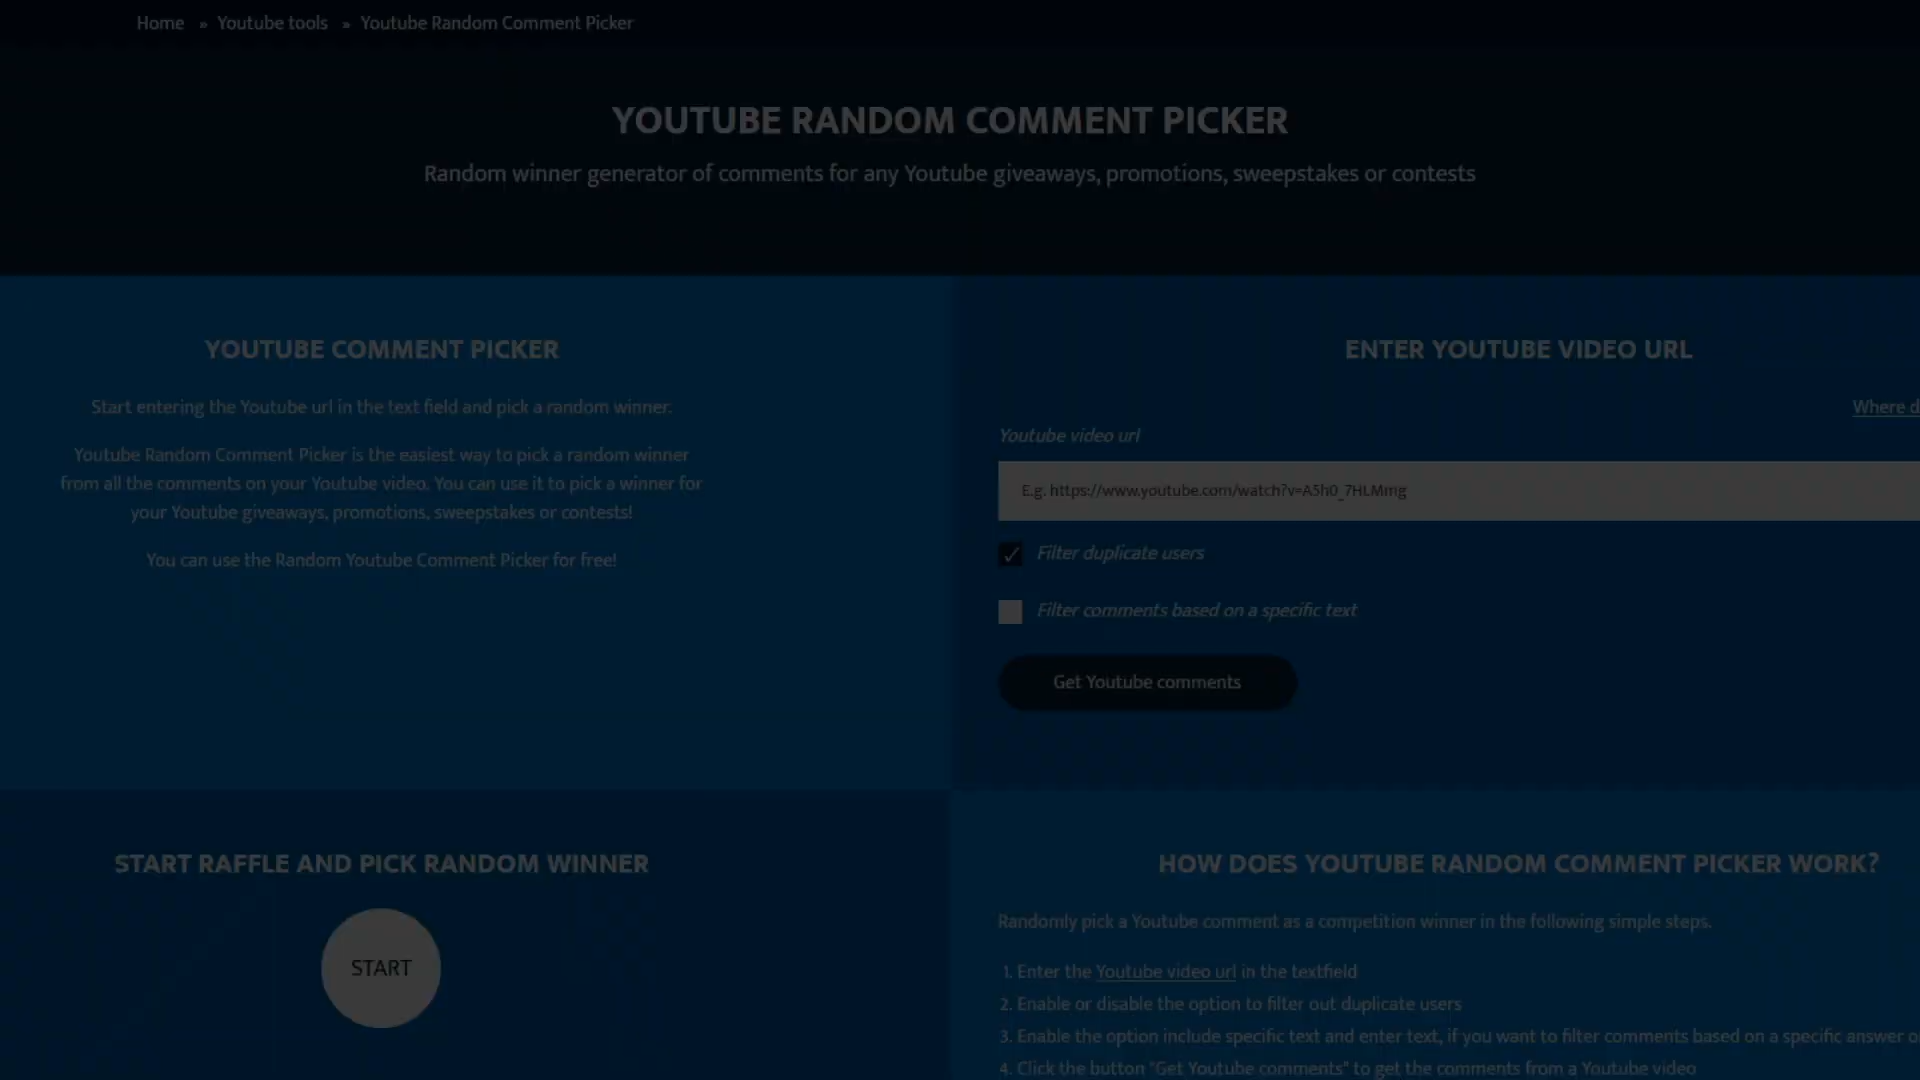 Home » Youtube tools » Youtube Random Comment Picker
YOUTUBE RANDOM COMMENT PICKER
Random winner generator of comments for any Youtube giveaways, promotions, sweepstakes or contests
YOUTUBE COMMENT PICKER
Start entering the Youtube url in the text field and pick a random winner.
Youtube Random Comment Picker is the easiest way to pick a random winner
from all the comments on your Youtube video. You can use it to pick a winner for
your Youtube giveaways, promotions, sweepstakes or contests!
You can use the Random Youtube Comment Picker for free!
ENTER YOUTUBE VIDEO URL
Where d
Youtube video url
E.g. https://www.youtube.com/watch?v=A5h0_7HLMmg
Filter duplicate users
Filter comments based on a specific text
Get Youtube comments
START RAFFLE AND PICK RANDOM WINNER
START
HOW DOES YOUTUBE RANDOM COMMENT PICKER WORK?
Randomly pick a Youtube comment as a competition winner in the following simple steps.
1. Enter the Youtube video url in the textfield
2. Enable or disable the option to filter out duplicate users
3. Enable the option include specific text and enter text, if you want to filter comments based on a specific answer o
4. Click the button "Get Youtube comments" to get the comments from a Youtube video